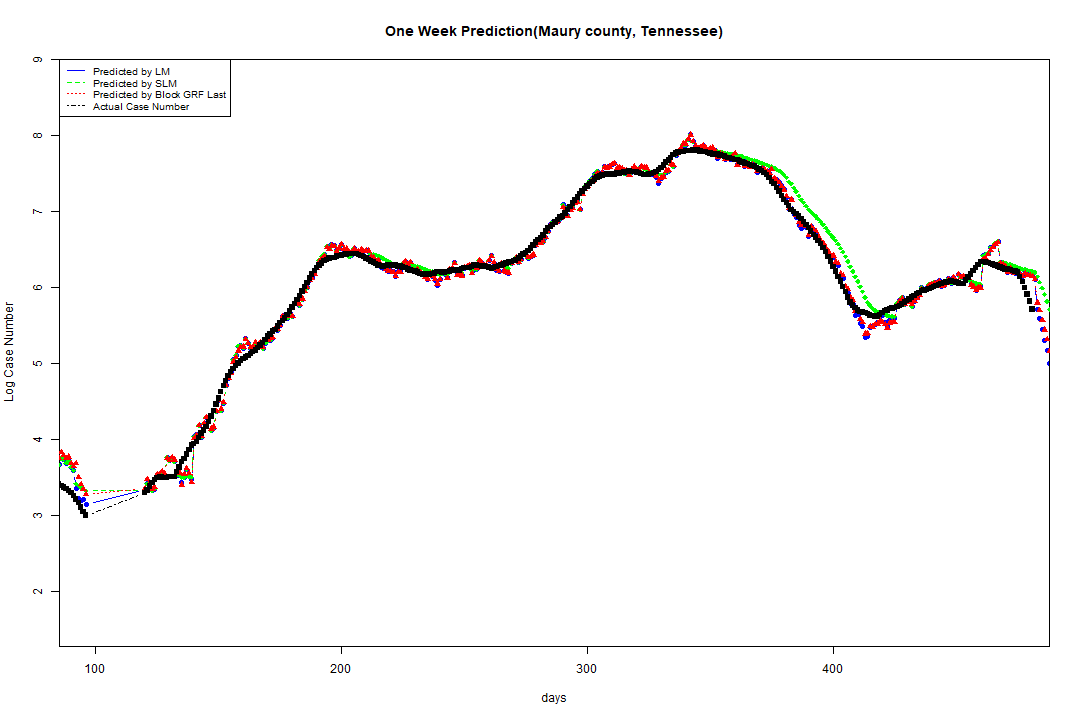 One Week Prediction(Maury county, Tennessee)
Predicted by LM
Predicted by SLM
Predicted by Block GRF Last
Actual Case Number
9
8
7
6
5
4
3
2
Log Case Number
100 200 300 400
days